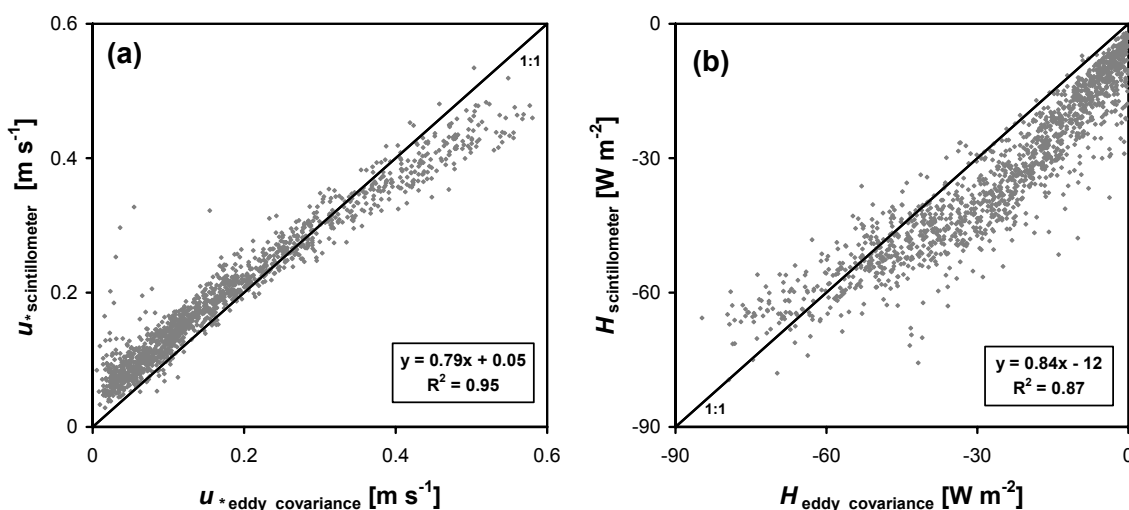 (a)
0.6
0.4
0.2
0
0 0.2 0.4 0.6
1:1
y = 0.79x + 0.05
R² = 0.95
u*scintillometer [m s⁻¹]
u*eddy covariance [m s⁻¹]
(b)
0
-30
-60
-90
-90 -60 -30 0
1:1
y = 0.84x - 12
R² = 0.87
H scintillometer [W m⁻²]
H eddy covariance [W m⁻²]